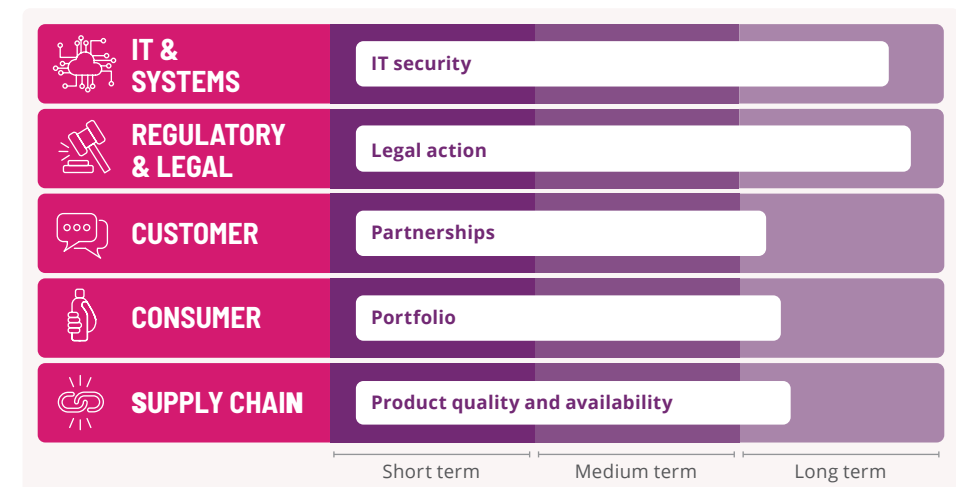 IT &
SYSTEMS
IT security
REGULATORY
& LEGAL
Legal action
CUSTOMER
Partnerships
CONSUMER
Portfolio
SUPPLY CHAIN
Product quality and availability
Short term
Medium term
Long term